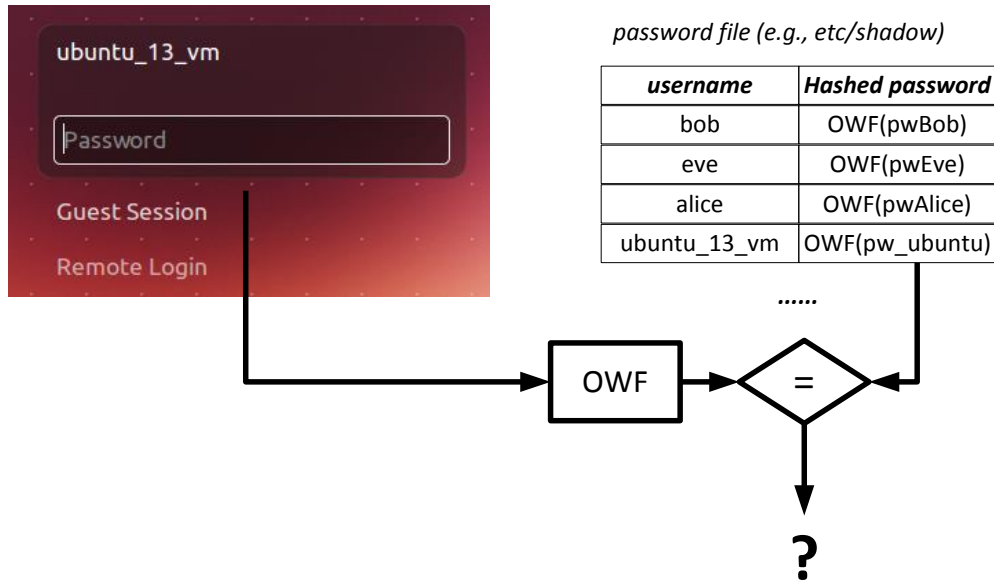 ubuntu_13_vm
Password
Guest Session
Remote Login
password file (e.g., etc/shadow)
username Hashed password
bob OWF(pwBob)
eve OWF(pwEve)
alice OWF(pwAlice)
ubuntu_13_vm OWF(pw_ubuntu)
......
OWF =
?